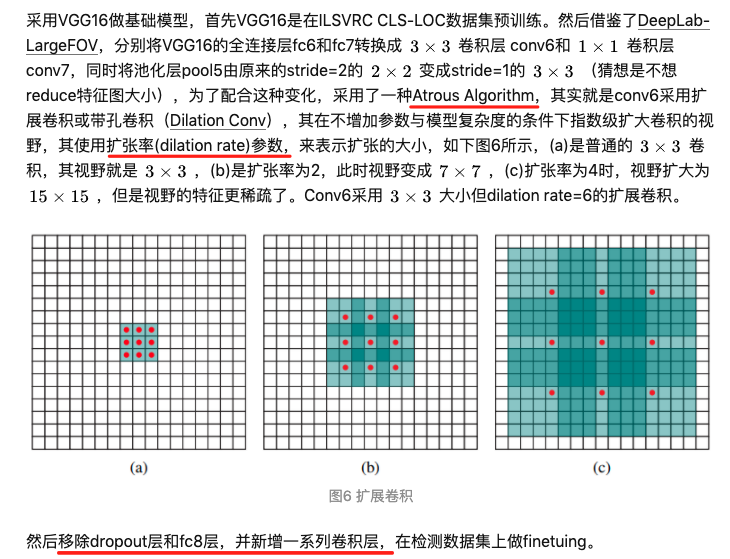 采用VGG16做基础模型，首先VGG16是在ILSVRC CLS-LOC数据集预训练。然后借鉴了DeepLab-
LargeFOV，分别将VGG16的全连接层fc6和fc7转换成 3 × 3 卷积层 conv6和 1 × 1 卷积层
conv7，同时将池化层pool5由原来的stride=2的 2 × 2 变成stride=1的 3 × 3 （猜想是不想
reduce特征图大小），为了配合这种变化，采用了一种Atrous Algorithm，其实就是conv6采用扩
展卷积或带孔卷积（Dilation Conv），其在不增加参数与模型复杂度的条件下指数级扩大卷积的视
野，其使用扩张率(dilation rate)参数，来表示扩张的大小，如下图6所示，(a)是普通的 3 × 3 卷
积，其视野就是 3 × 3 ，(b)是扩张率为2，此时视野变成 7 × 7 ，(c)扩张率为4时，视野扩大为
15 × 15 ，但是视野的特征更稀疏了。Conv6采用 3 × 3 大小但dilation rate=6的扩展卷积。
(a)
(b)
(c)
图6 扩展卷积
然后移除dropout层和fc8层，并新增一系列卷积层，在检测数据集上做finetuing。